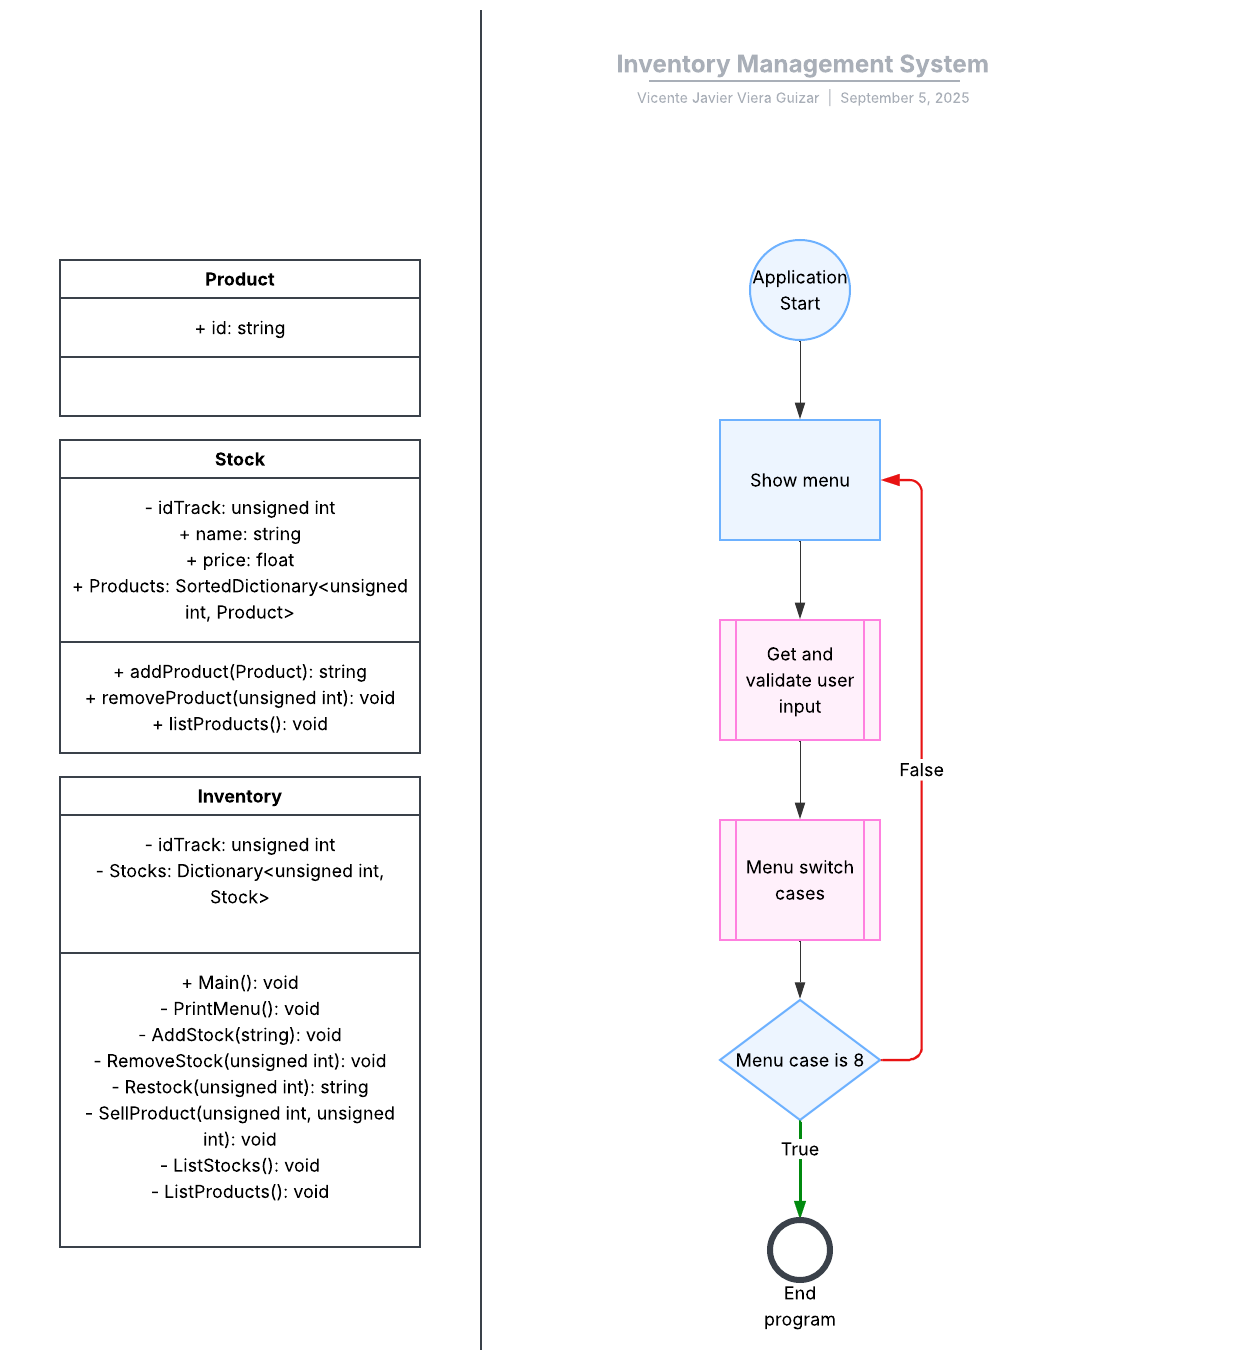 Inventory Management System
Vicente Javier Viera Guizar | September 5, 2025
Product
+ id: string
Stock
- idTrack: unsigned int
+ name: string
+ price: float
+ Products: SortedDictionary<unsigned
int, Product>
+ addProduct(Product): string
+ removeProduct(unsigned int): void
+ listProducts(): void
Inventory
- idTrack: unsigned int
- Stocks: Dictionary<unsigned int,
Stock>
+ Main(): void
- PrintMenu(): void
- AddStock(string): void
- RemoveStock(unsigned int): void
- Restock(unsigned int): string
- SellProduct(unsigned int, unsigned
int): void
- ListStocks(): void
- ListProducts(): void
Application
Start
Show menu
Get and
validate user
input
False
Menu switch
cases
Menu case is 8
True
End
program